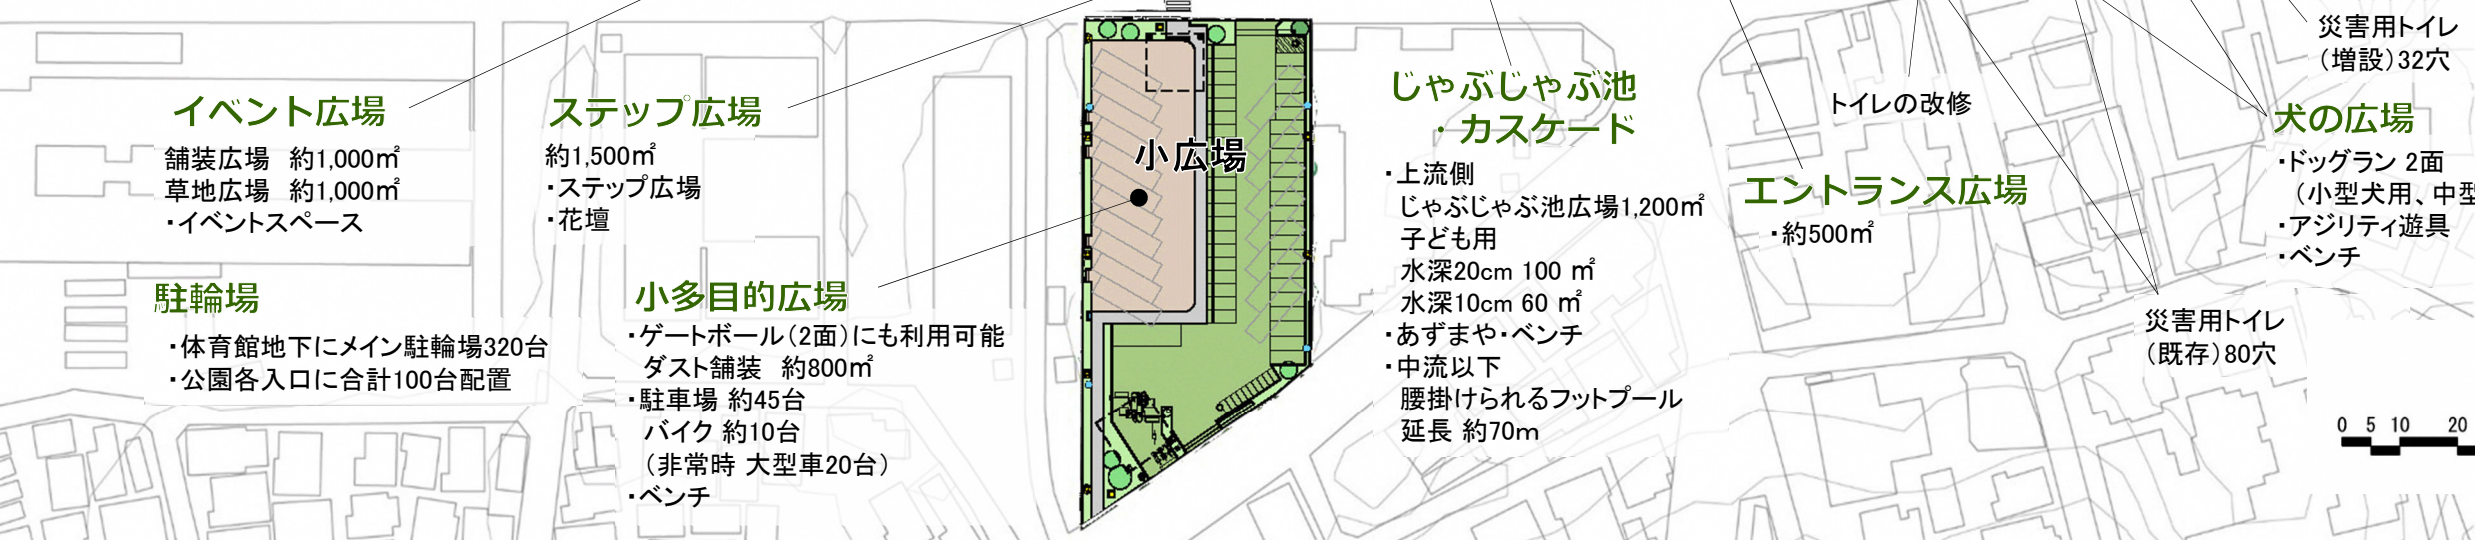 イベント広場
舗装広場　約1,000㎡
草地広場　約1,000㎡
・イベントスペース
駐輪場
・体育館地下にメイン駐輪場320台
・公園各入口に合計100台配置
ステップ広場
約1,500㎡
・ステップ広場
・花壇
小多目的広場
・ゲートボール（2面）にも利用可能
ダスト舗装　約800㎡
・駐車場 約45台
バイク 約10台
（非常時 大型車20台）
・ベンチ
小広場
じゃぶじゃぶ池
・カスケード
・上流側
じゃぶじゃぶ池広場1,200㎡
子ども用
水深20cm 100 ㎡
水深10cm 60 ㎡
・あずまや・ベンチ
・中流以下
腰掛けられるフットプール
延長 約70m
トイレの改修
エントランス広場
・約500㎡
災害用トイレ
（増設）32穴
犬の広場
・ドッグラン 2面
（小型犬用、中型
・アジリティ遊具
・ベンチ
災害用トイレ
（既存）80穴
0 5 10 20